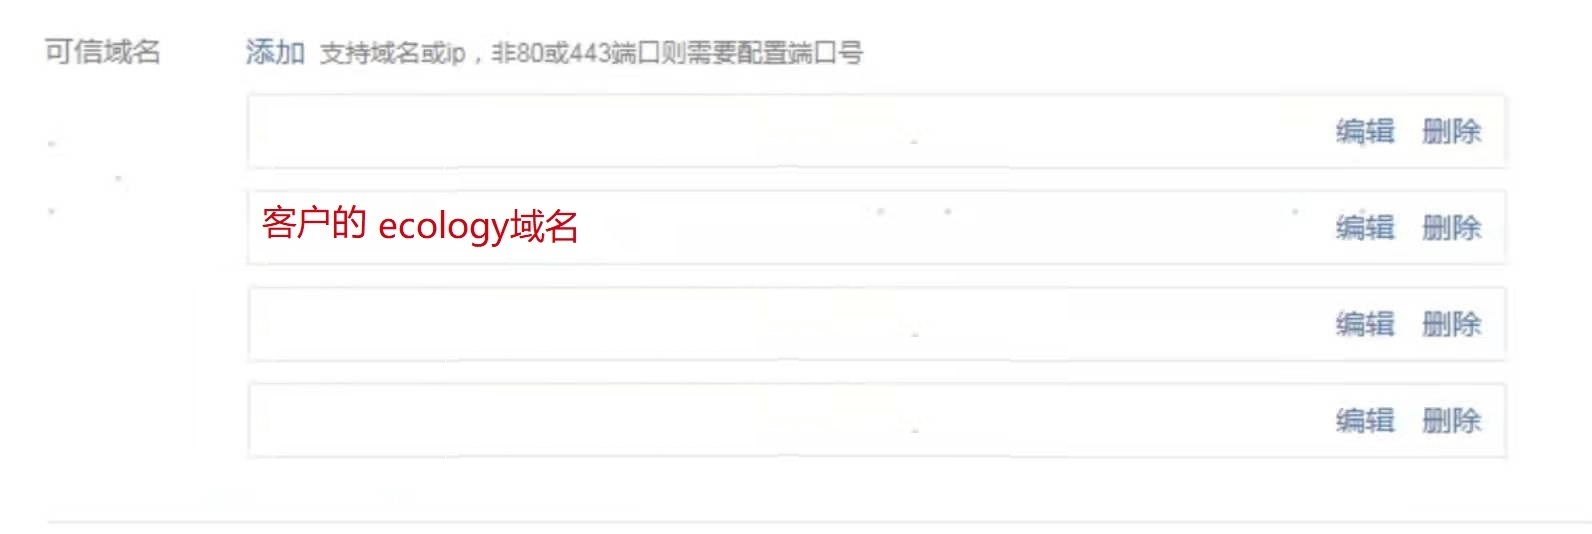 可信域名 添加 支持域名或ip，非80或443端口则需要配置端口号
编辑 删除
客户的 ecology域名 编辑 删除
编辑 删除
编辑 删除